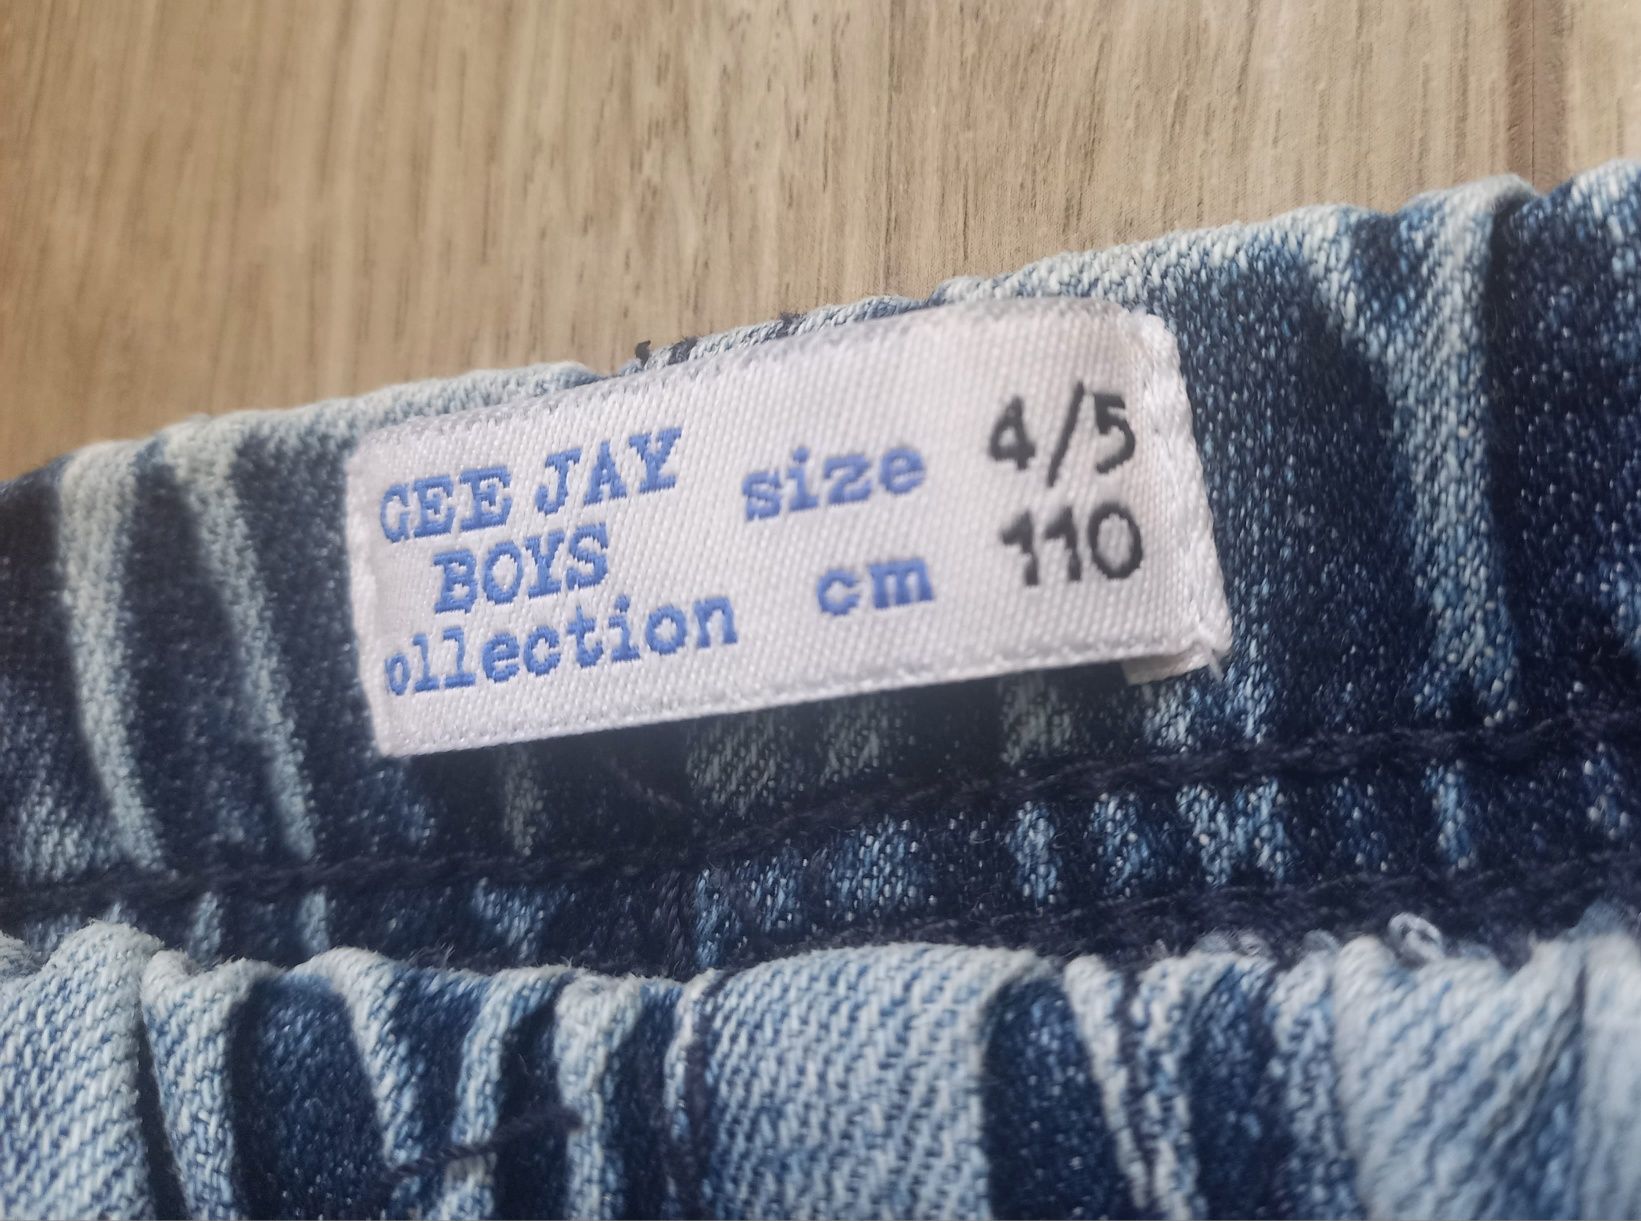 GEE JAY
BOYS
ollection
size 4/5
cm 110